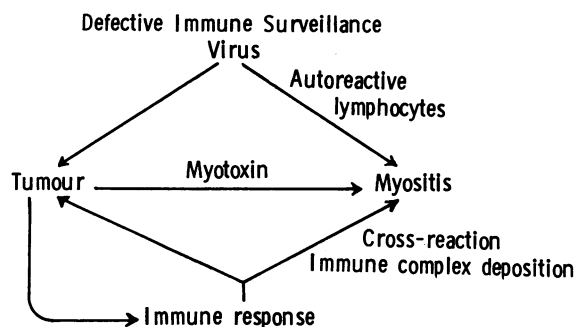 Defective Immune Surveillance
Virus
Autoreactive
lymphocytes
Tumour
Myotoxin
Myositis
Cross-reaction
Immune complex deposition
Immune response